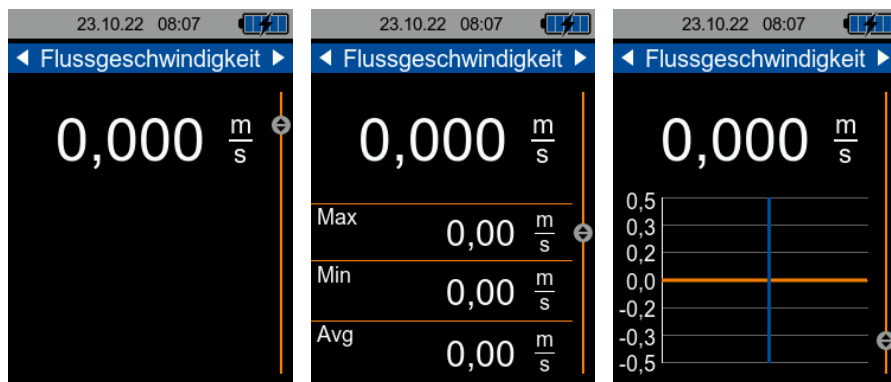 23.10.22 08:07
Flussgeschwindigkeit
0,000 m/s
23.10.22 08:07
Flussgeschwindigkeit
0,000 m/s
Max
0,00 m/s
Min
0,00 m/s
Avg
0,00 m/s
23.10.22 08:07
Flussgeschwindigkeit
0,000 m/s
0,5
0,3
0,2
0,0
-0,2
-0,3
-0,5